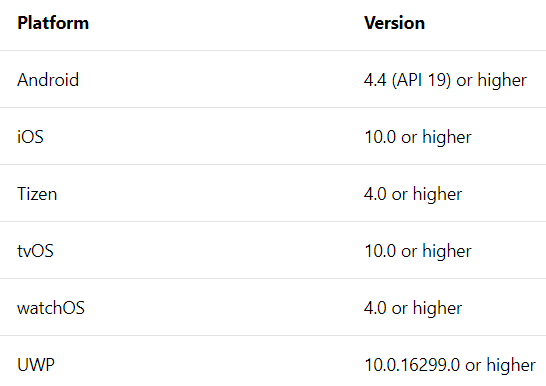 Platform Version
Android 4.4 (API 19) or higher
iOS 10.0 or higher
Tizen 4.0 or higher
tvOS 10.0 or higher
watchOS 4.0 or higher
UWP 10.0.16299.0 or higher